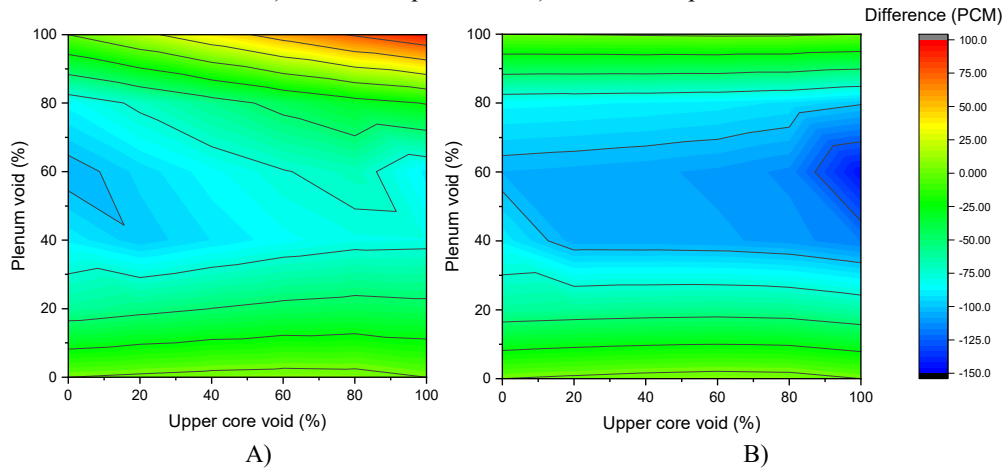 Difference (PCM)
100
80
60
40
20
0
Plenum void (%)
0 20 40 60 80 100
Upper core void (%)
A)
100
80
60
40
20
0
Plenum void (%)
0 20 40 60 80 100
Upper core void (%)
B)
100.0
75.00
50.00
25.00
0.000
-25.00
-50.00
-75.00
-100.0
-125.0
-150.0